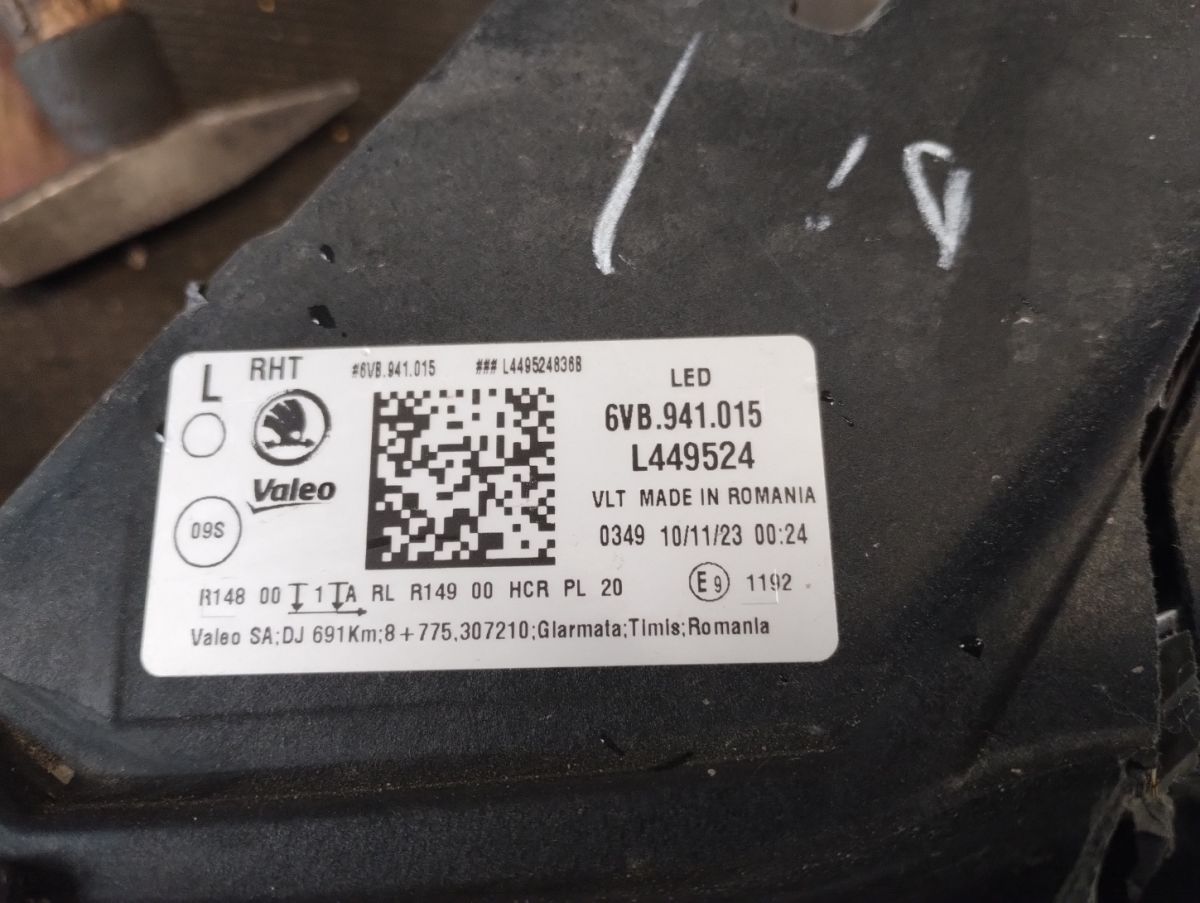 L RHT #6VB.941.015 ### L449524836B
LED
6VB.941.015
L449524
Valeo
VLT MADE IN ROMANIA
09S
0349 10/11/23 00:24
R148 00 1 A RL R149 00 HCR PL 20 E9 1192
Valeo SA;DJ 691Km;8+775,307210;Giarmata;Timis;Romania